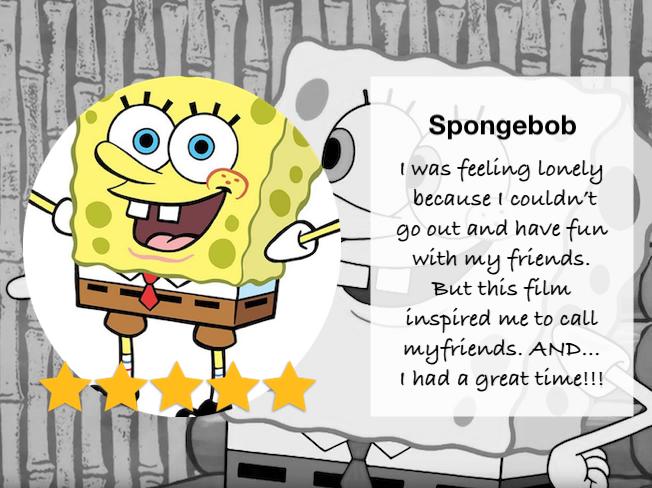 Spongebob
I was feeling lonely
because I couldn't
go out and have fun
with my friends.
But this film
inspired me to call
myfriends. AND...
I had a great time!!!